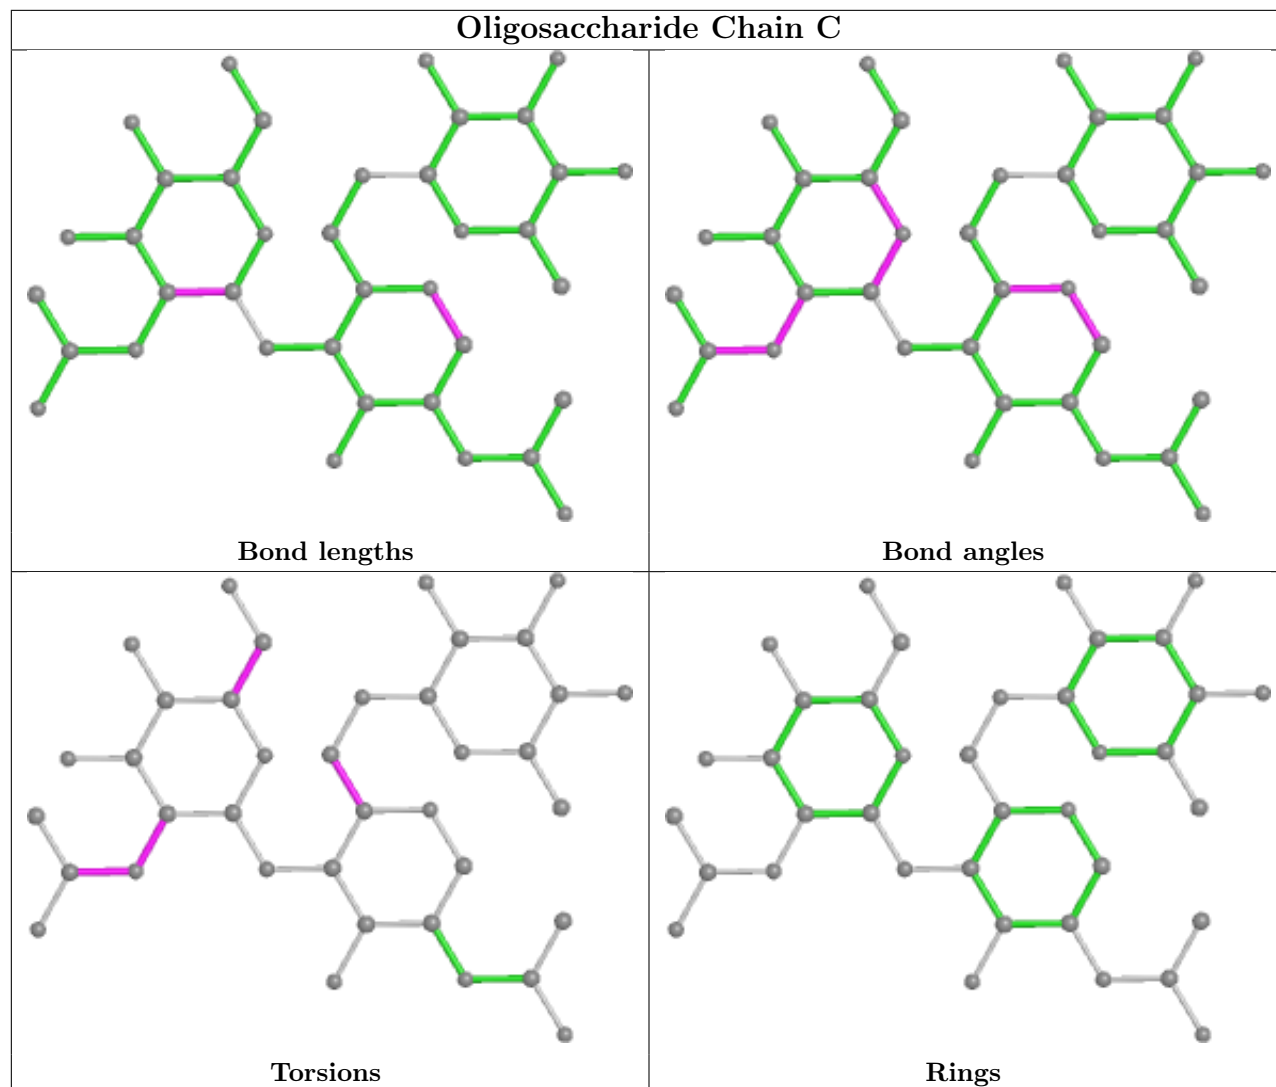 Oligosaccharide Chain C
Bond lengths
Bond angles
Torsions
Rings